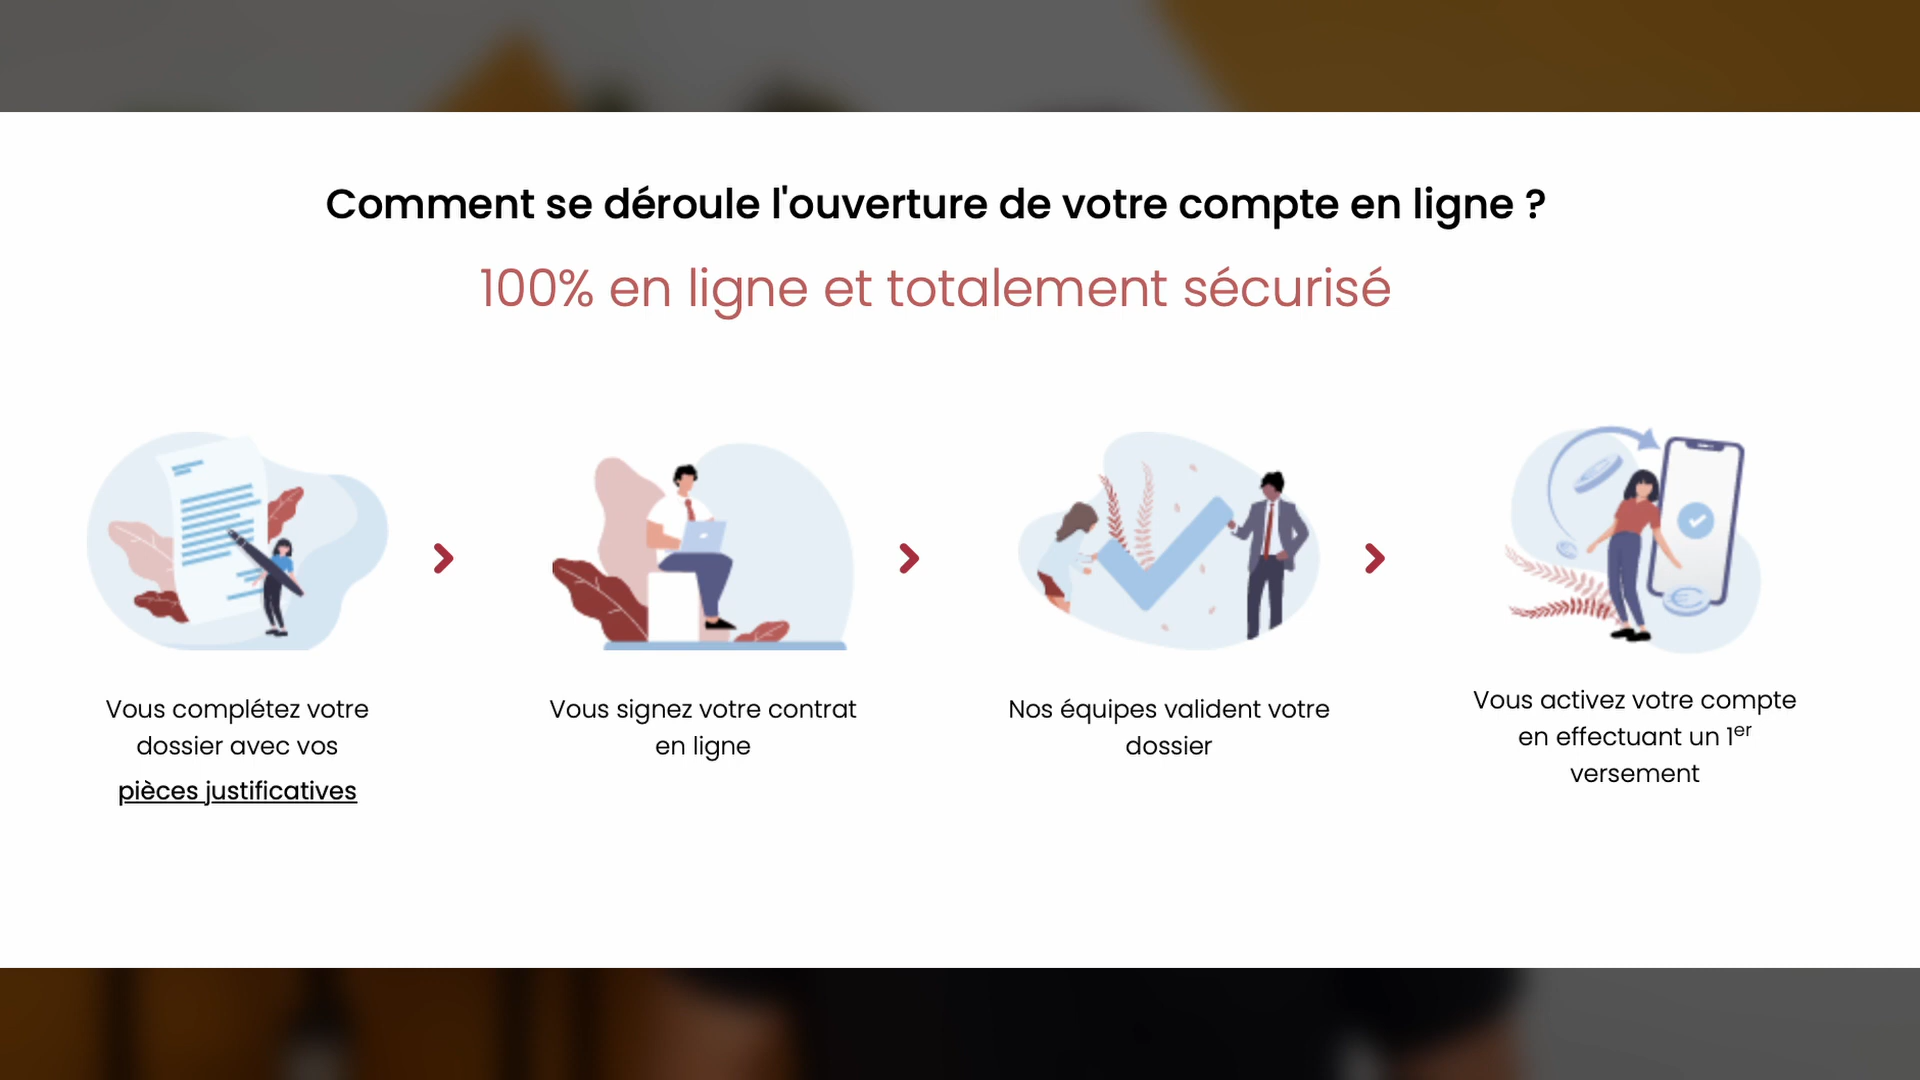 Comment se déroule l'ouverture de votre compte en ligne ?
100% en ligne et totalement sécurisé
Vous complétez votre
dossier avec vos
pièces justificatives
Vous signez votre contrat
en ligne
Nos équipes valident votre
dossier
Vous activez votre compte
en effectuant un 1er
versement